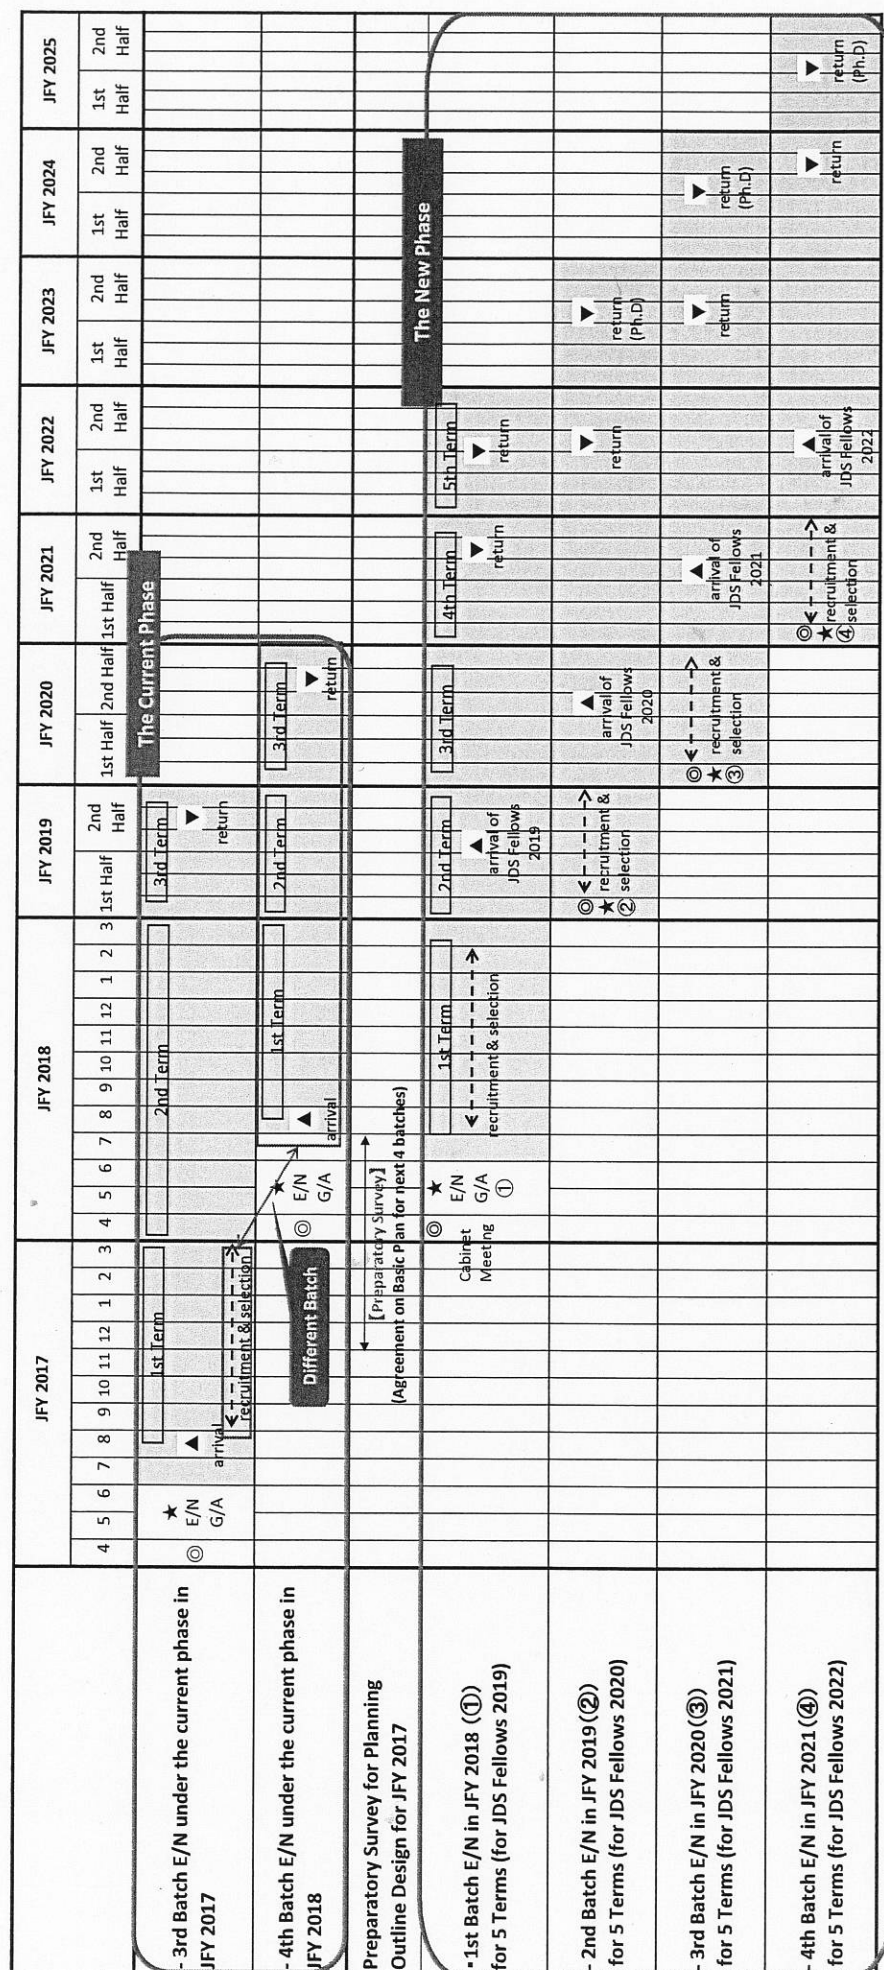 JFY 2017
JFY 2018
JFY 2019
JFY 2020
JFY 2021
JFY 2022
JFY 2023
JFY 2024
JFY 2025
4 5 6 7 8 9 10 11 12 1 2 3
4 5 6 7 8 9 10 11 12 1 2 3
1st Half
2nd
Half
1st Half
2nd Half
1st Half
2nd
Half
1st
Half
2nd
Half
1st
Half
2nd
Half
1st
Half
2nd
Half
1st
Half
2nd
Half
The Current Phase
- 3rd Batch E/N under the current phase in
JFY 2017
◎
★
E/N
G/A
▲
arrival
1st Term
recruitment & selection
2nd Term
3rd Term
▼
return
- 4th Batch E/N under the current phase in
JFY 2018
Different Batch
◎
★
E/N
G/A
▲
arrival
1st Term
2nd Term
3rd Term
▼
return
Preparatory Survey for Planning
Outline Design for JFY 2017
【Preparatory Survey】
(Agreement on Basic Plan for next 4 batches)
The New Phase
▪1st Batch E/N in JFY 2018 (①)
for 5 Terms (for JDS Fellows 2019)
Cabinet
Meeting
◎
★
E/N
G/A
①
1st Term
recruitment & selection
2nd Term
▲
arrival of
JDS Fellows
2019
3rd Term
4th Term
▼
return
5th Term
▼
return
- 2nd Batch E/N in JFY 2019(②)
for 5 Terms (for JDS Fellows 2020)
◎
★ recruitment &
② selection
▲
arrival of
JDS Fellows
2020
▼
return
▼
return
(Ph.D)
- 3rd Batch E/N in JFY 2020(③)
for 5 Terms (for JDS Fellows 2021)
◎
★ recruitment &
③ selection
▲
arrival of
JDS Fellows
2021
▼
return
▼
return
(Ph.D)
- 4th Batch E/N in JFY 2021(④)
for 5 Terms (for JDS Fellows 2022)
◎
★ recruitment &
④ selection
▲
arrival of
JDS Fellows
2022
▼
return
▼
return
(Ph.D)